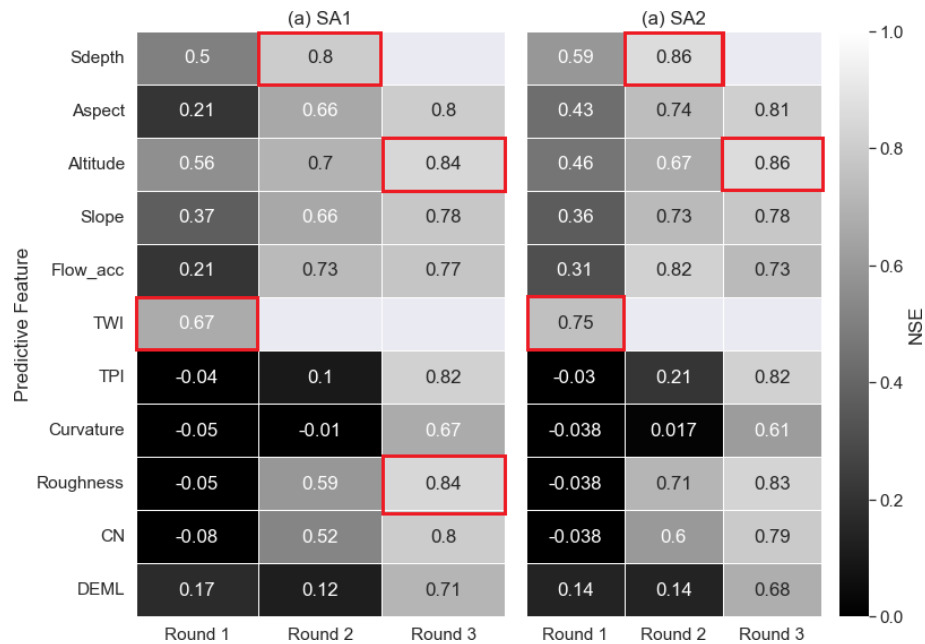 (a) SA1 (a) SA2
Predictive Feature
Sdepth 0.5 0.8 0.59 0.86
Aspect 0.21 0.66 0.8 0.43 0.74 0.81
Altitude 0.56 0.7 0.84 0.46 0.67 0.86
Slope 0.37 0.66 0.78 0.36 0.73 0.78
Flow_acc 0.21 0.73 0.77 0.31 0.82 0.73
TWI 0.67 0.75
TPI -0.04 0.1 0.82 -0.03 0.21 0.82
Curvature -0.05 -0.01 0.67 -0.038 0.017 0.61
Roughness -0.05 0.59 0.84 -0.038 0.71 0.83
CN -0.08 0.52 0.8 -0.038 0.6 0.79
DEML 0.17 0.12 0.71 0.14 0.14 0.68
Round 1 Round 2 Round 3 Round 1 Round 2 Round 3
1.0
0.8
0.6
0.4
0.2
0.0
NSE